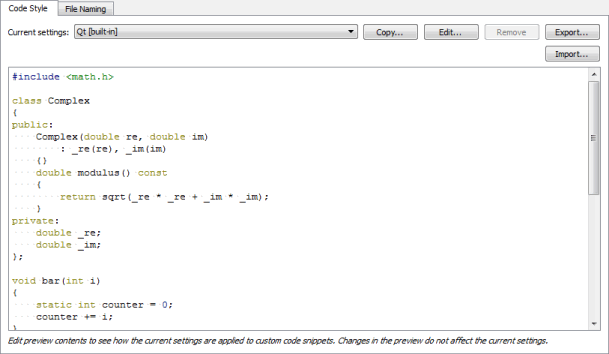 Code Style File Naming
Current settings: Qt [built-in] Copy... Edit... Remove Export...
Import...
#include <math.h>
class Complex
{
public:
    Complex(double re, double im)
        : _re(re), _im(im)
    {}
    double modulus() const
    {
        return sqrt(_re * _re + _im * _im);
    }
private:
    double _re;
    double _im;
};
void bar(int i)
{
    static int counter = 0;
    counter += i;
}
Edit preview contents to see how the current settings are applied to custom code snippets. Changes in the preview do not affect the current settings.